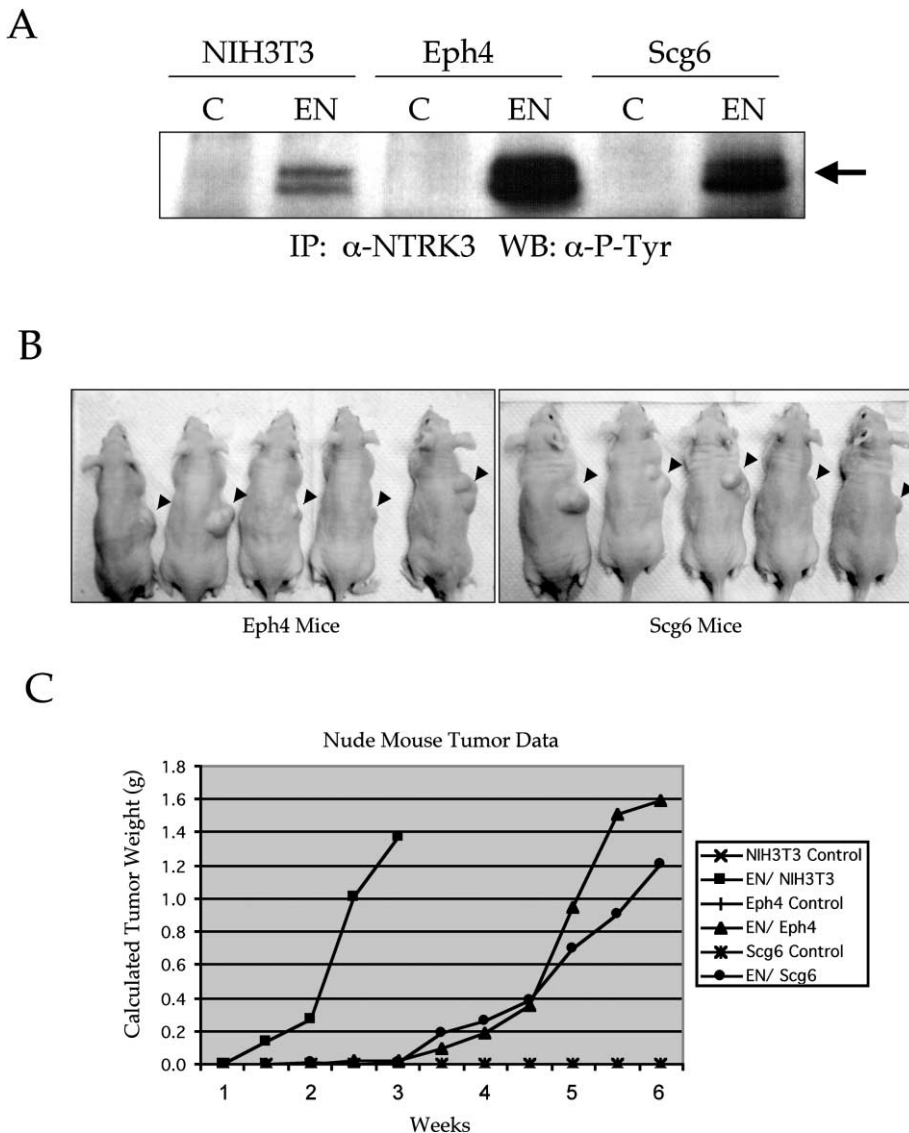 A
NIH3T3 Eph4 Scg6
C EN C EN C EN
IP: α-NTRK3 WB: α-P-Tyr
B
Eph4 Mice Scg6 Mice
C
Nude Mouse Tumor Data
Calculated Tumor Weight (g)
1.8
1.6
1.4
1.2
1.0
0.8
0.6
0.4
0.2
0.0
1 2 3 4 5 6
Weeks
NIH3T3 Control
EN/ NIH3T3
Eph4 Control
EN/ Eph4
Scg6 Control
EN/ Scg6